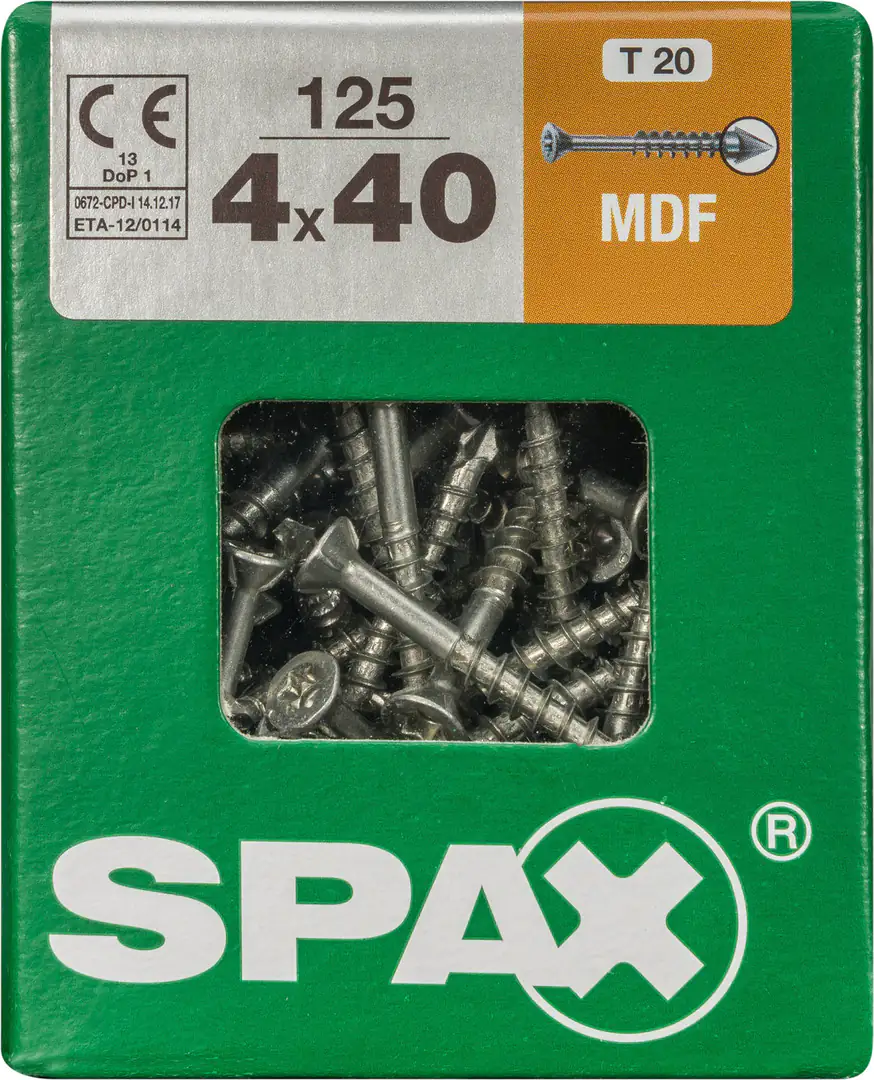 CE
13
DoP 1
0672-CPD-I 14.12.17
ETA-12/0114
125
4x40
T 20
MDF
SPAX®